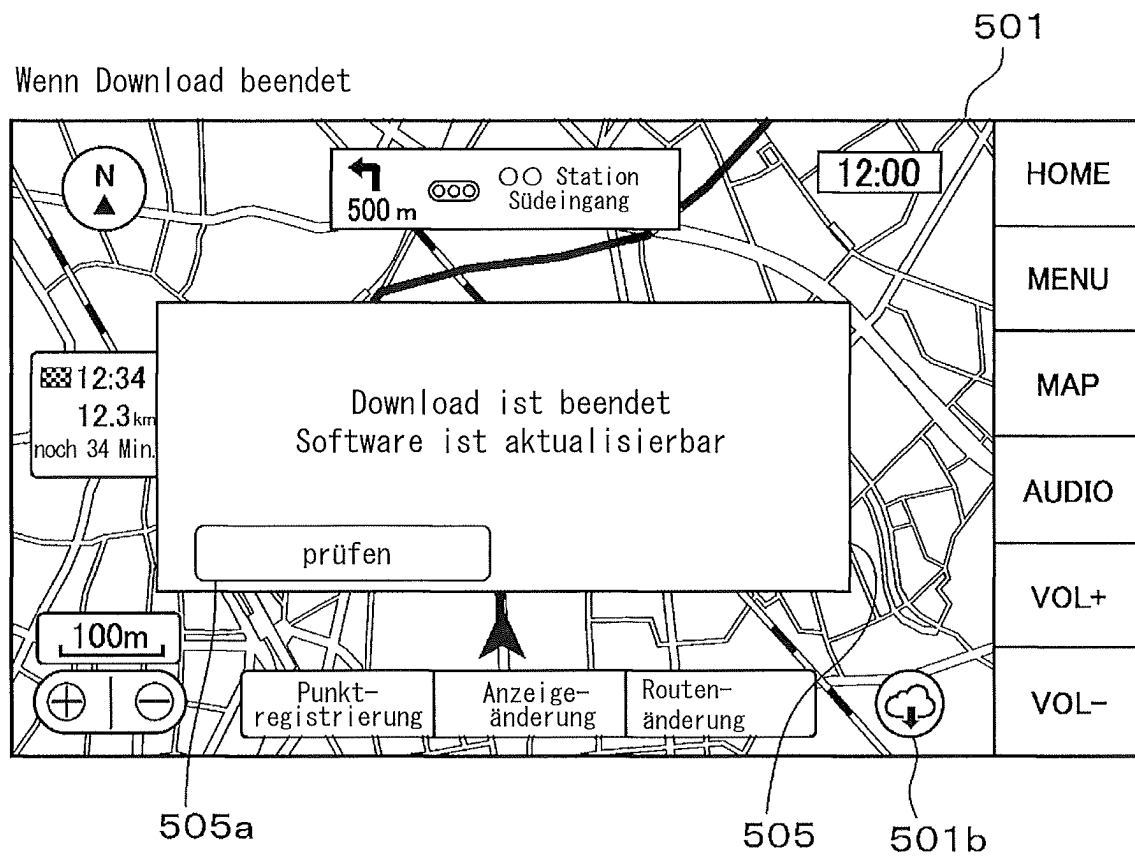 501
Wenn Download beendet
N
500 m
○○ Station
Südeingang
12:00
HOME
MENU
MAP
AUDIO
VOL+
VOL-
12:34
12.3 km
noch 34 Min.
Download ist beendet
Software ist aktualisierbar
prüfen
100m
+
-
Punkt-
registrierung
Anzeige-
änderung
Routen-
änderung
505a
505
501b